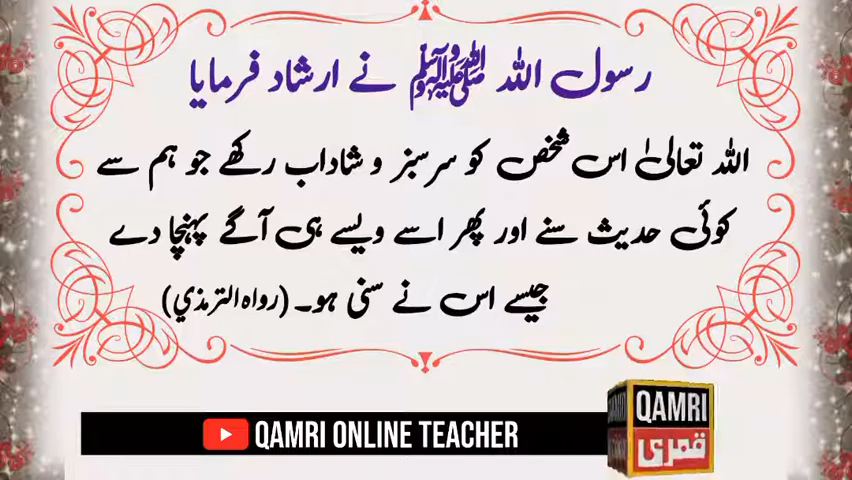 رسول اللہ ﷺ نے ارشاد فرمایا
اللہ تعالیٰ اس شخص کو سرسبز و شاداب رکھے جو ہم سے
کوئی حدیث سنے اور پھر اسے ویسے ہی آگے پہنچا دے
جیسے اس نے سنی ہو۔ (رواہ الترمذي)
QAMRI ONLINE TEACHER
QAMRI
قمری